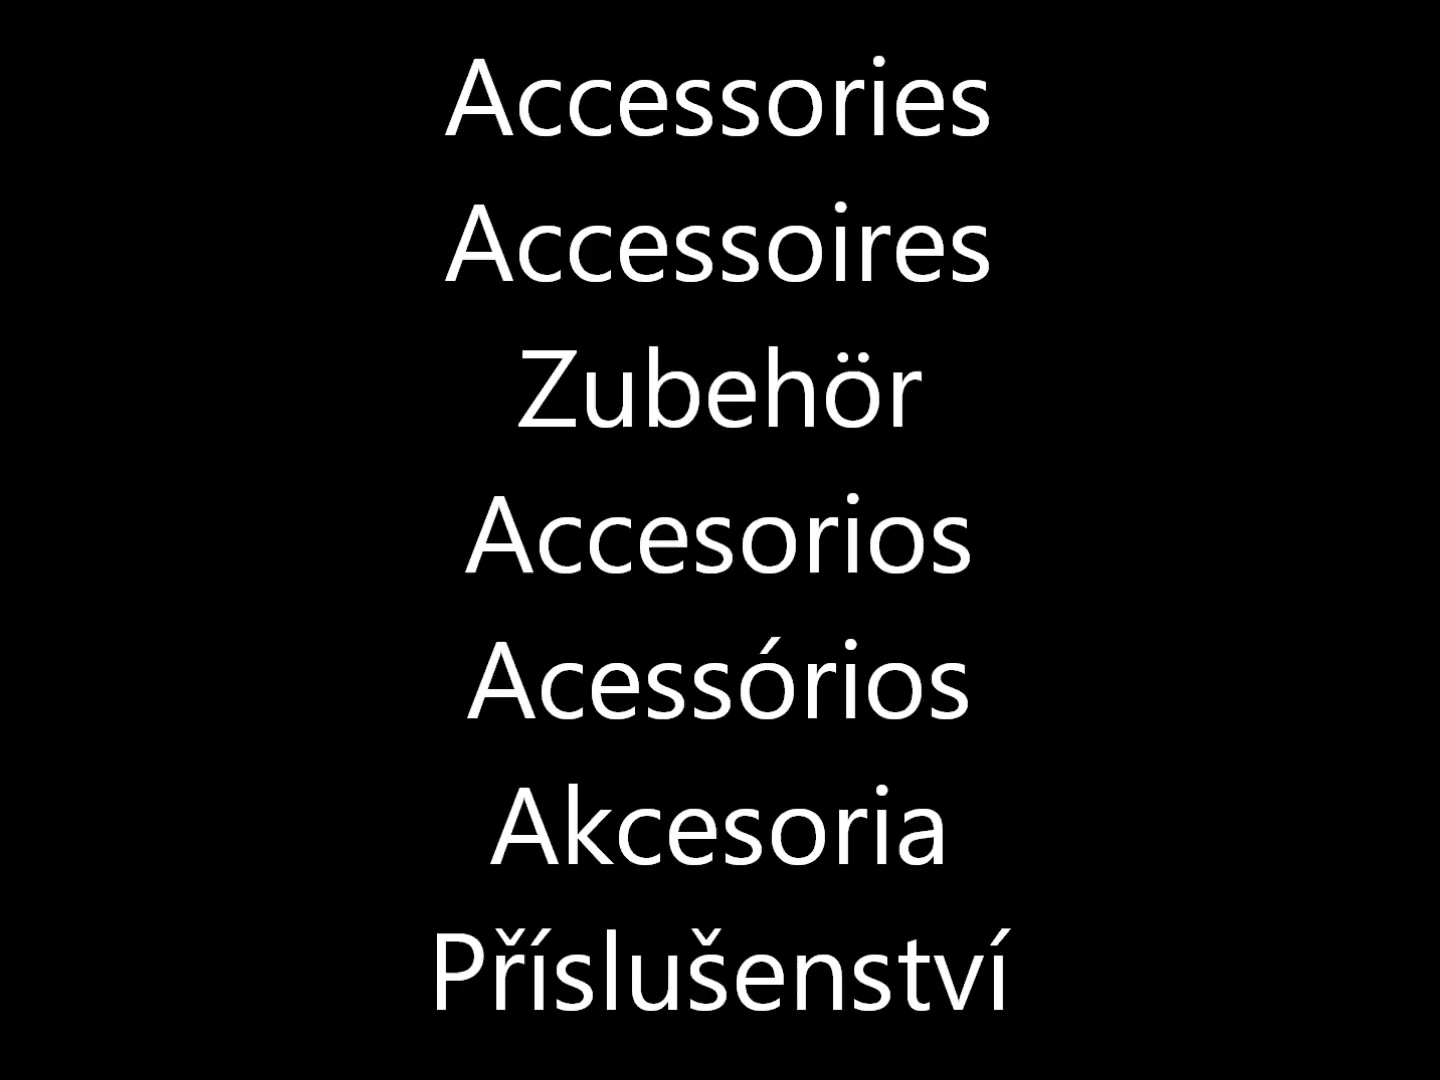 Accessories
Accessoires
Zubehör
Accesorios
Acessórios
Akcesoria
Příslušenství